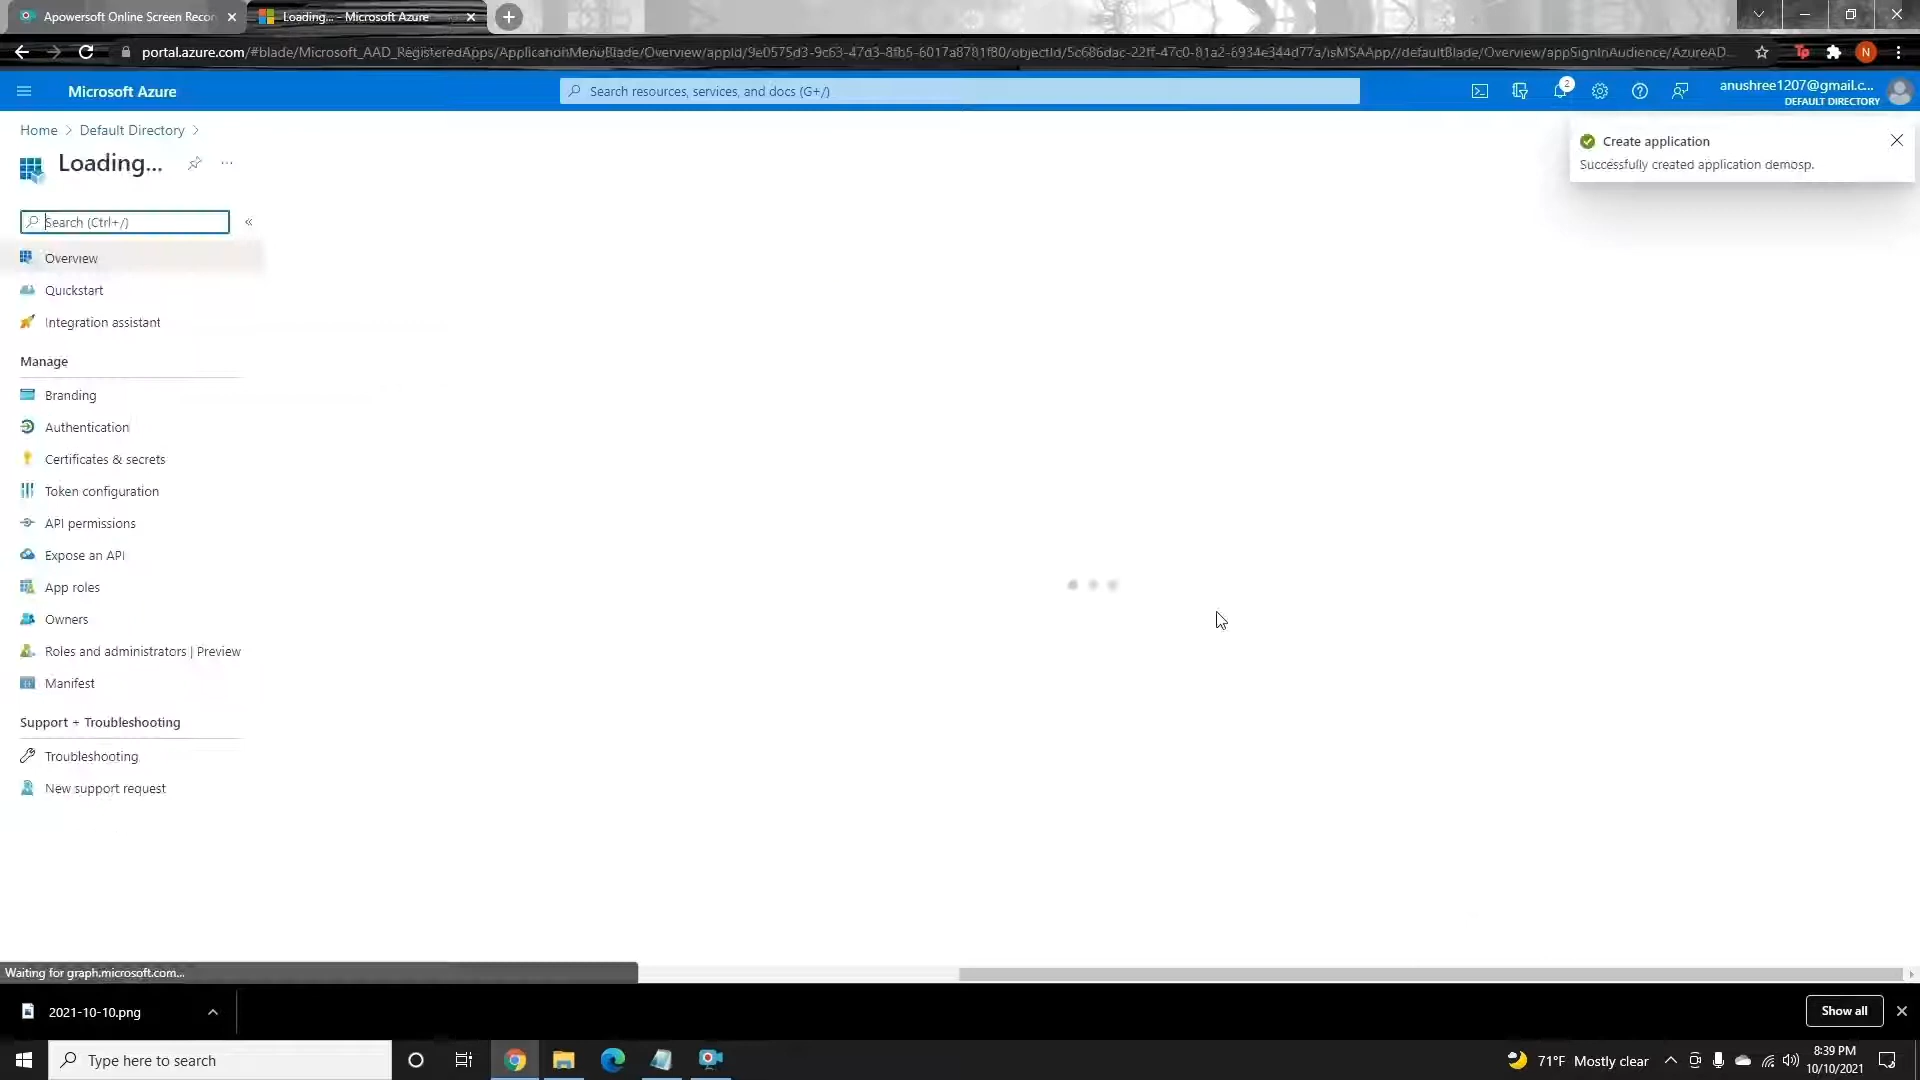 Apowersoft Online Screen Recor
Loading... - Microsoft Azure
portal.azure.com/#blade/Microsoft_AAD_RegisteredApps/ApplicationMenuBlade/Overview/appId/9e0575d3-9c63-47d3-8fb5-6017a8781f80/objectId/5c686dac-22ff-47c0-81a2-6934e344d77a/isMSAApp//defaultBlade/Overview/appSignInAudience/AzureAD...
Tp
N
Microsoft Azure
Search resources, services, and docs (G+/)
2
anushree1207@gmail.c...
DEFAULT DIRECTORY
Home > Default Directory >
Loading...
Create application
Successfully created application demosp.
Search (Ctrl+/)
Overview
Quickstart
Integration assistant
Manage
Branding
Authentication
Certificates & secrets
Token configuration
API permissions
Expose an API
App roles
Owners
Roles and administrators | Preview
Manifest
Support + Troubleshooting
Troubleshooting
New support request
Waiting for graph.microsoft.com...
2021-10-10.png
Show all
Type here to search
71°F Mostly clear
8:39 PM
10/10/2021